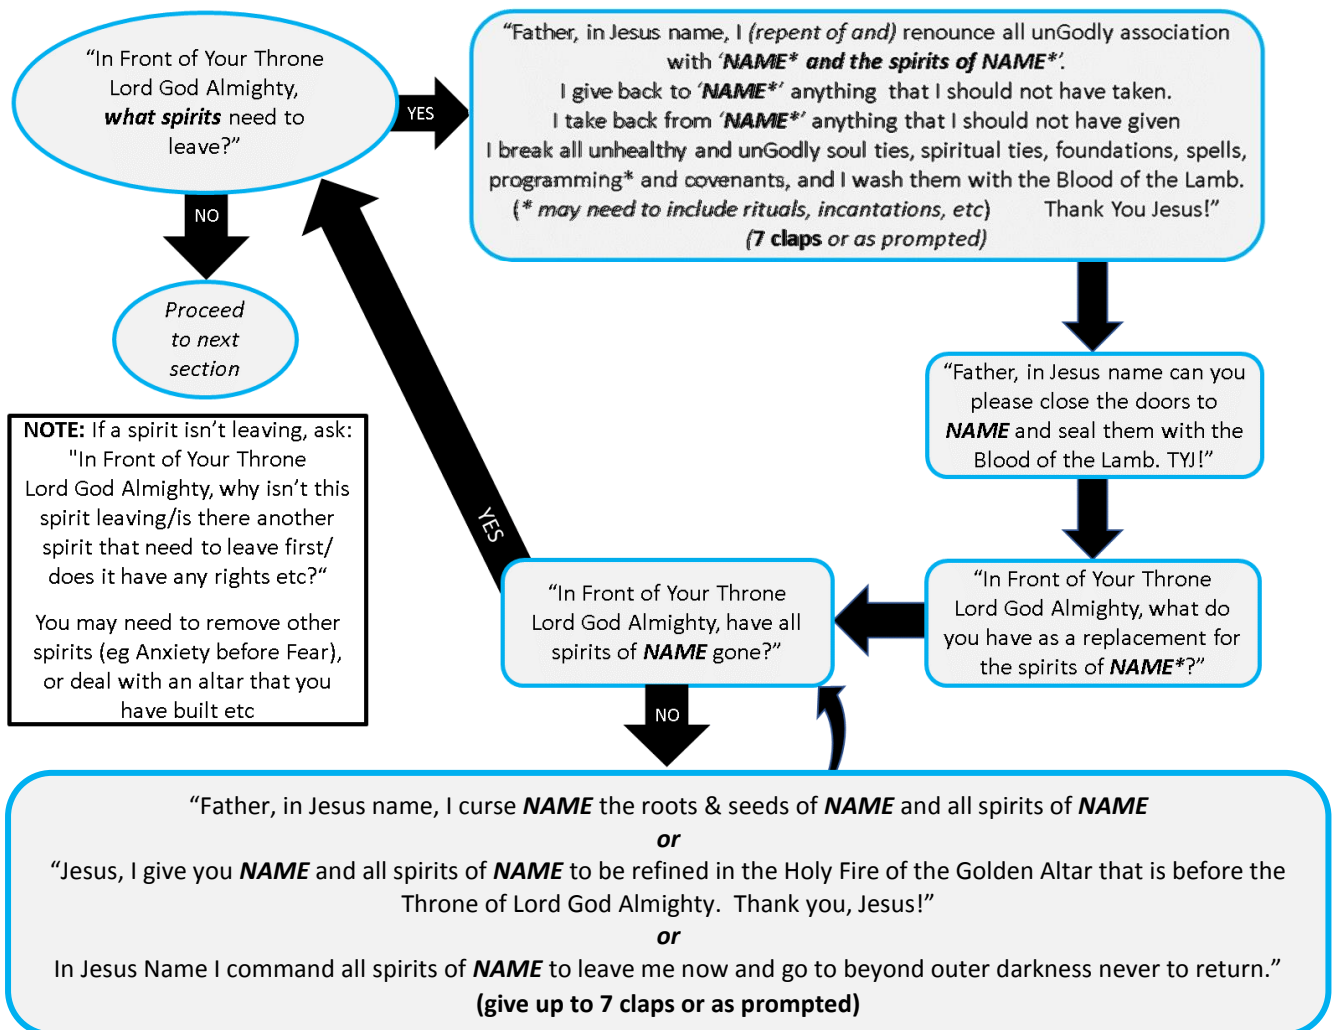 “In Front of Your Throne
Lord God Almighty,
what spirits need to
leave?”
YES
“Father, in Jesus name, I (repent of and) renounce all unGodly association
with ‘NAME* and the spirits of NAME*’.
I give back to ‘NAME*’ anything that I should not have taken.
I take back from ‘NAME*’ anything that I should not have given
I break all unhealthy and unGodly soul ties, spiritual ties, foundations, spells,
programming* and covenants, and I wash them with the Blood of the Lamb.
(* may need to include rituals, incantations, etc) Thank You Jesus!”
(7 claps or as prompted)
NO
Proceed
to next
section
“Father, in Jesus name can you
please close the doors to
NAME and seal them with the
Blood of the Lamb. TYJ!”
NOTE: If a spirit isn’t leaving, ask:
"In Front of Your Throne
Lord God Almighty, why isn’t this
spirit leaving/is there another
spirit that need to leave first/
does it have any rights etc?“
You may need to remove other
spirits (eg Anxiety before Fear),
or deal with an altar that you
have built etc
“In Front of Your Throne
Lord God Almighty, what do
you have as a replacement for
the spirits of NAME*?”
“In Front of Your Throne
Lord God Almighty, have all
spirits of NAME gone?”
YES
NO
“Father, in Jesus name, I curse NAME the roots & seeds of NAME and all spirits of NAME
or
“Jesus, I give you NAME and all spirits of NAME to be refined in the Holy Fire of the Golden Altar that is before the
Throne of Lord God Almighty. Thank you, Jesus!”
or
In Jesus Name I command all spirits of NAME to leave me now and go to beyond outer darkness never to return.”
(give up to 7 claps or as prompted)